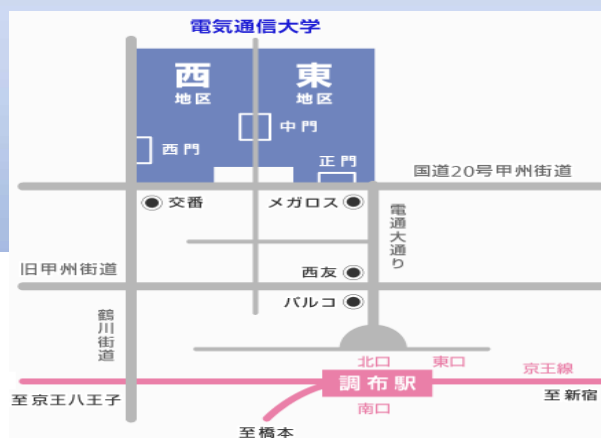 電気通信大学
西
地区
東
地区
中門
西門
正門
国道20号甲州街道
交番
メガロス
電通大通り
旧甲州街道
西友
パルコ
鶴川街道
北口
東口
京王線
調布駅
至京王八王子
至新宿
南口
至橋本